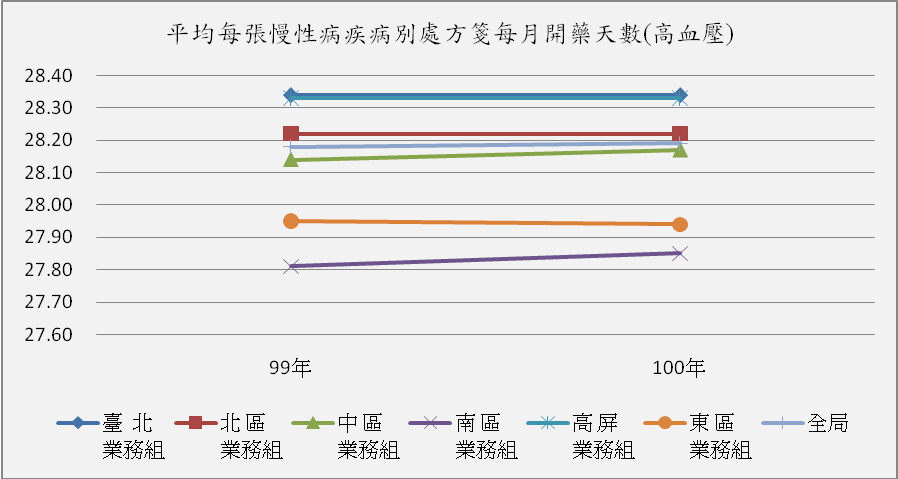 平均每張慢性病疾病別處方箋每月開藥天數(高血壓)
28.40
28.30
28.20
28.10
28.00
27.90
27.80
27.70
27.60
99年 100年
臺 北 北區 中區 南區 高屏 東區 全局
業務組 業務組 業務組 業務組 業務組 業務組